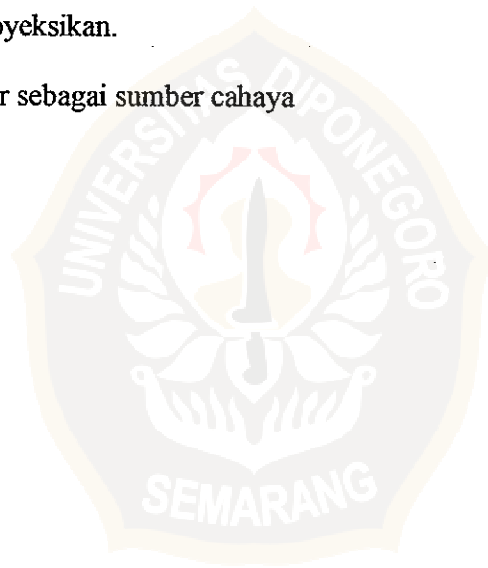 oyeksikan.
r sebagai sumber cahaya
UNIVERSITAS DIPONEGORO
SEMARANG